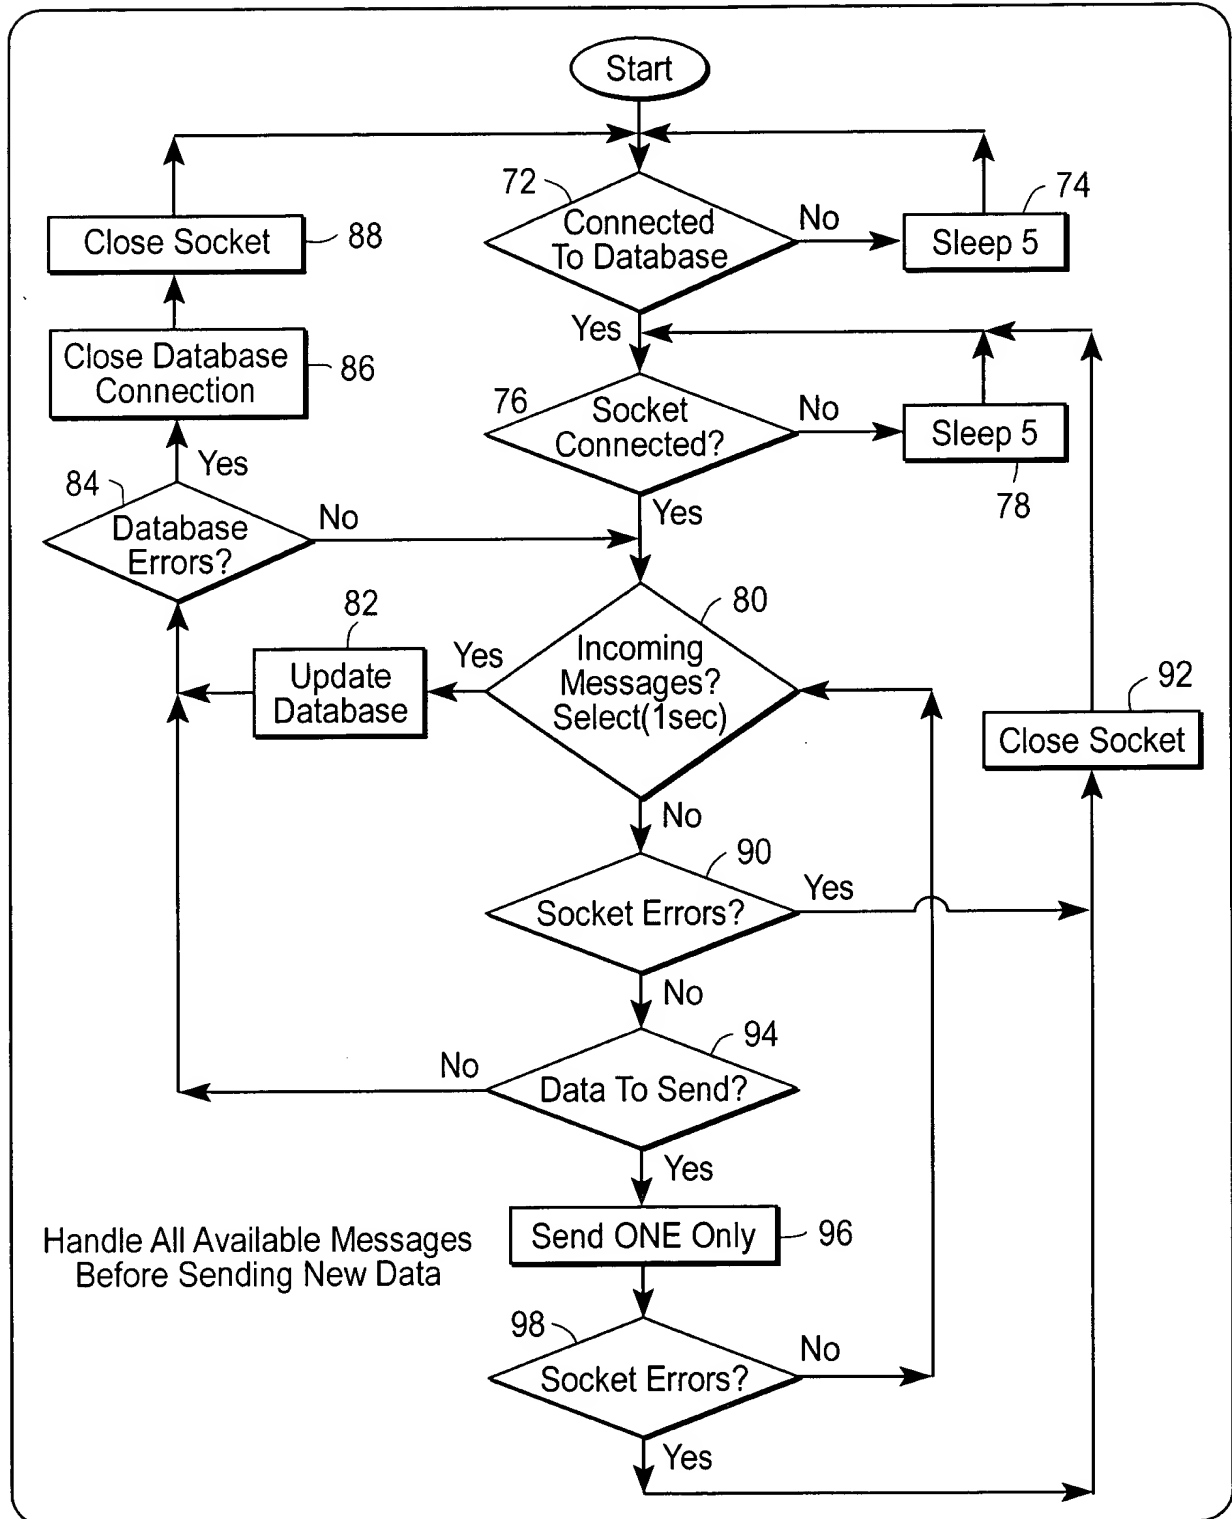 Start
72
Connected
To Database
No
74
Sleep 5
Close Socket
88
Yes
Close Database
Connection
86
76
Socket
Connected?
No
Sleep 5
78
Yes
Yes
84
Database
Errors?
No
80
Incoming
Messages?
Select(1sec)
Yes
82
Update
Database
92
Close Socket
No
90
Socket Errors?
Yes
No
94
Data To Send?
No
Yes
Send ONE Only
96
Handle All Available Messages
Before Sending New Data
98
Socket Errors?
No
Yes